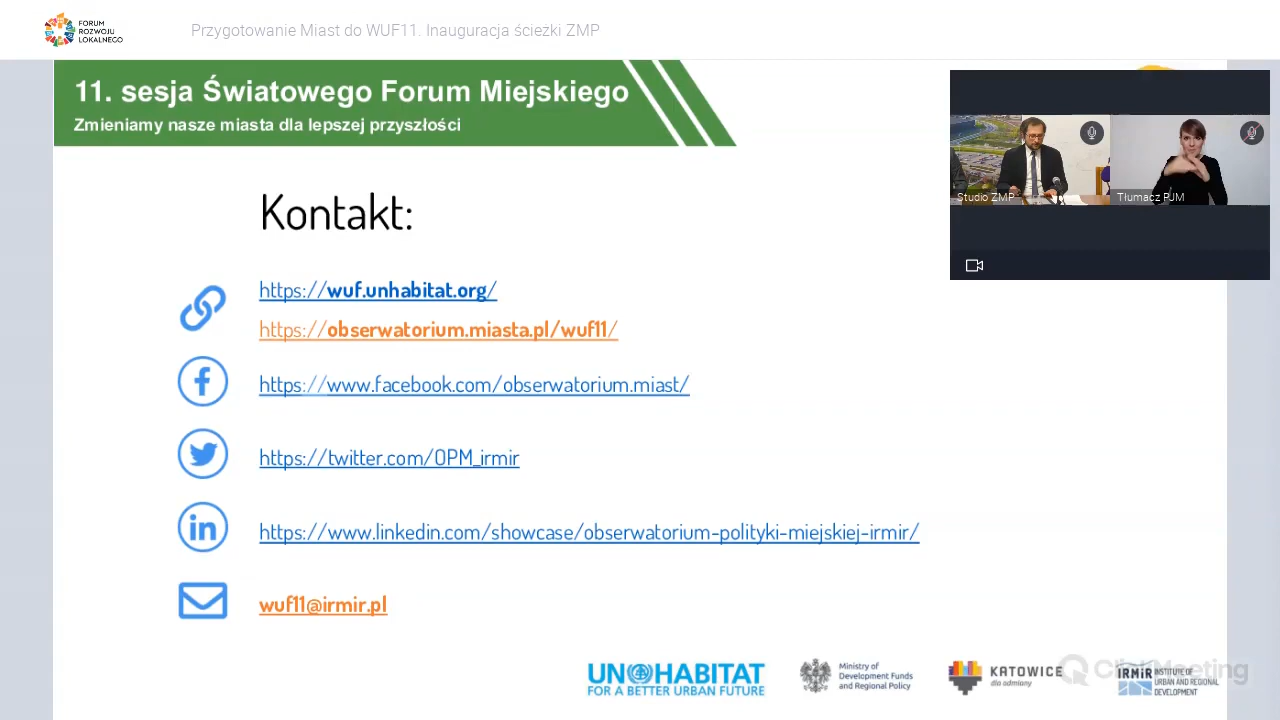 FORUM
ROZWOJU
LOKALNEGO
Przygotowanie Miast do WUF11. Inauguracja ścieżki ZMP
11. sesja Światowego Forum Miejskiego
Zmieniamy nasze miasta dla lepszej przyszłości
Studio ZMP
Tłumacz PJM
Kontakt:
https://wuf.unhabitat.org/
https://obserwatorium.miasta.pl/wuf11/
https://www.facebook.com/obserwatorium.miast/
https://twitter.com/OPM_irmir
https://www.linkedin.com/showcase/obserwatorium-polityki-miejskiej-irmir/
wuf11@irmir.pl
UN HABITAT
FOR A BETTER URBAN FUTURE
Ministry of
Development Funds
and Regional Policy
KATOWICE
dla odmiany
ClickMeeting
IRMIR
INSTITUTE OF
URBAN AND REGIONAL
DEVELOPMENT